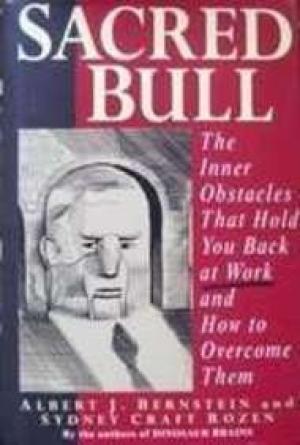 SACRED
BULL
The
Inner
Obstacles
That Hold
You Back
at Work
and
How to
Overcome
Them
ALBERT J. BERNSTEIN and
SYDNEY CRAFT ROZEN
By the authors of DINOSAUR BRAINS